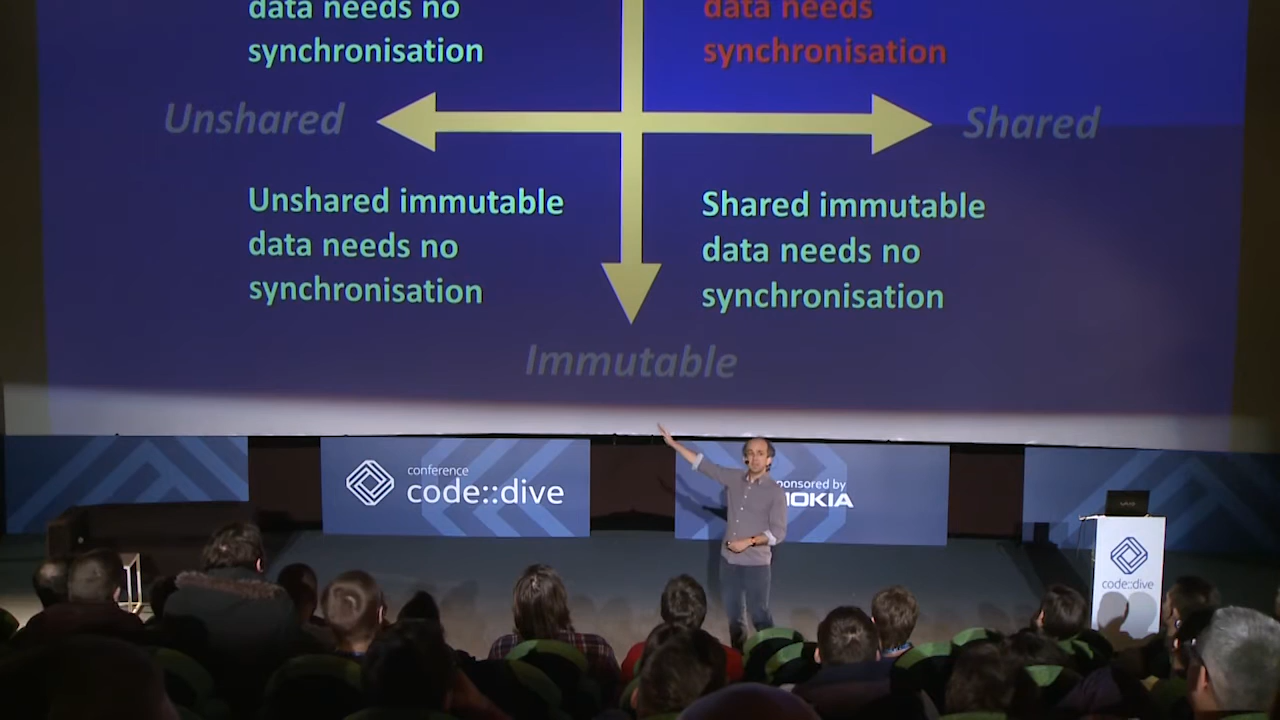 data needs no
synchronisation
data needs
synchronisation
Unshared
Shared
Unshared immutable
data needs no
synchronisation
Shared immutable
data needs no
synchronisation
Immutable
conference
code::dive
ponsored by
NOKIA
code::dive